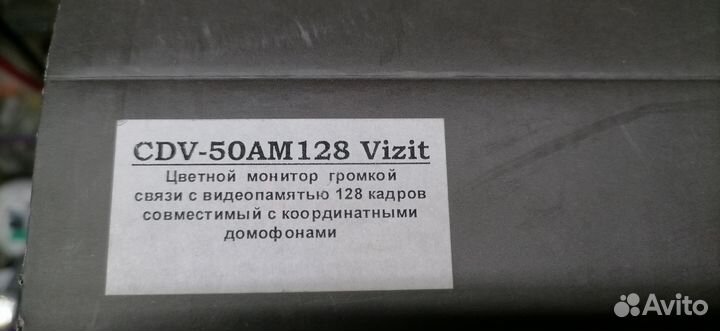 CDV-50AM128 Vizit
Цветной монитор громкой
связи с видеопамятью 128 кадров
совместимый с координатными
домофонами
Avito